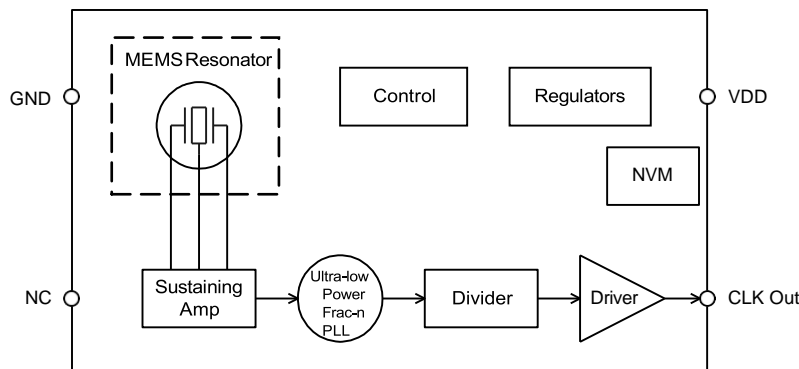 MEMS Resonator
GND
Control
Regulators
VDD
NVM
NC
Sustaining
Amp
Ultra-low
Power
Frac-n
PLL
Divider
Driver
CLK Out